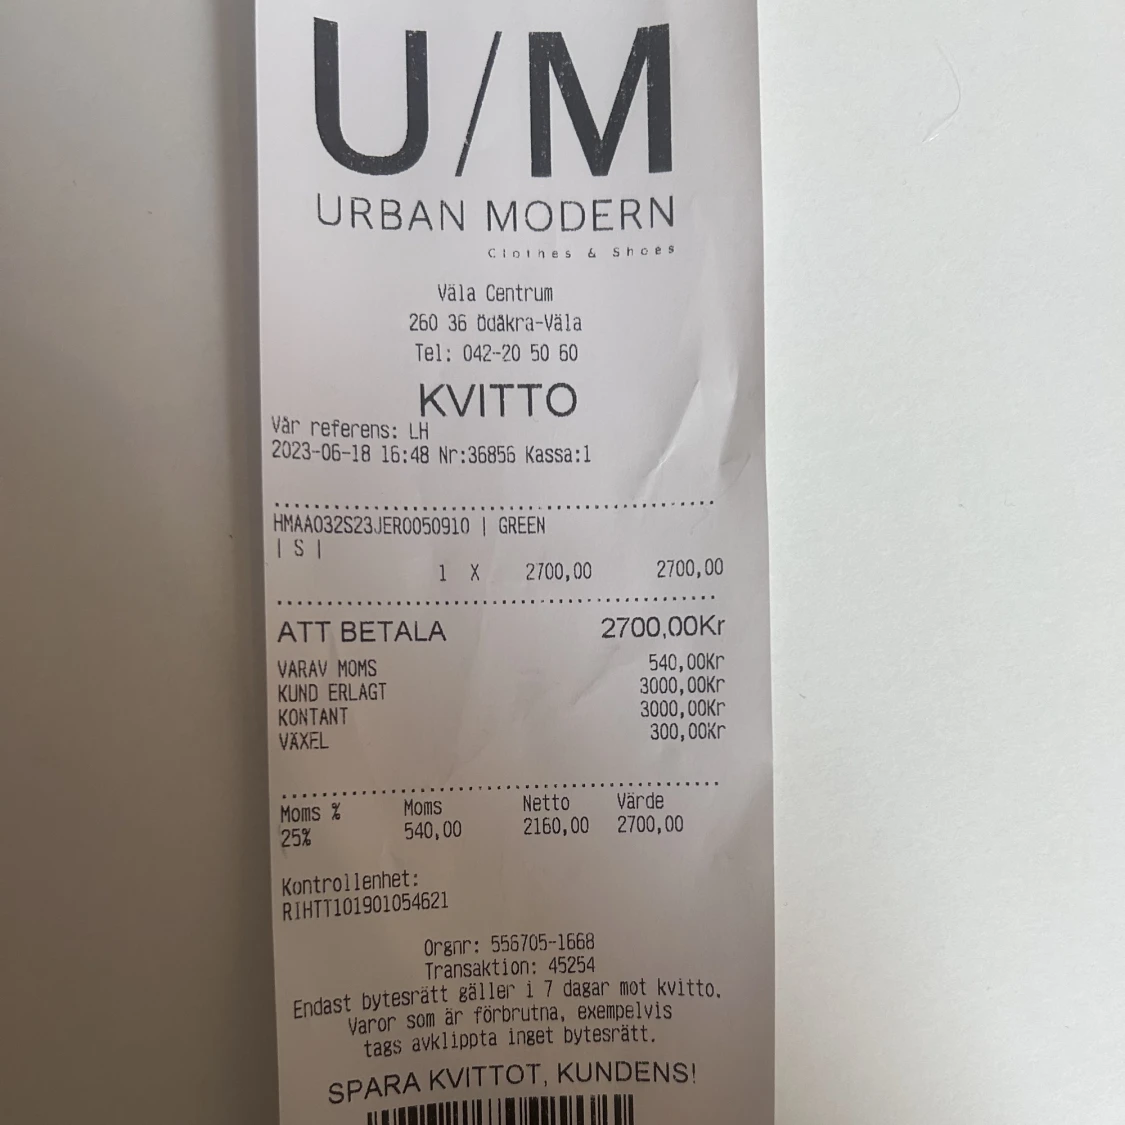 U/M
URBAN MODERN
Clothes & Shoes
Väla Centrum
260 36 Ödåkra-Väla
Tel: 042-20 50 60
KVITTO
Vår referens: LH
2023-06-18 16:48 Nr:36856 Kassa:1
HMAA032S23JER0050910 | GREEN
| S |
1 X 2700,00 2700,00
ATT BETALA 2700,00Kr
VARAV MOMS 540,00Kr
KUND ERLAGT 3000,00Kr
KONTANT 3000,00Kr
VÄXEL 300,00Kr
Moms % Moms Netto Värde
25% 540,00 2160,00 2700,00
Kontrollenhet:
RIHTT101901054621
Orgnr: 556705-1668
Transaktion: 45254
Endast bytesrätt gäller i 7 dagar mot kvitto.
Varor som är förbrutna, exempelvis
tags avklippta inget bytesrätt.
SPARA KVITTOT, KUNDENS!